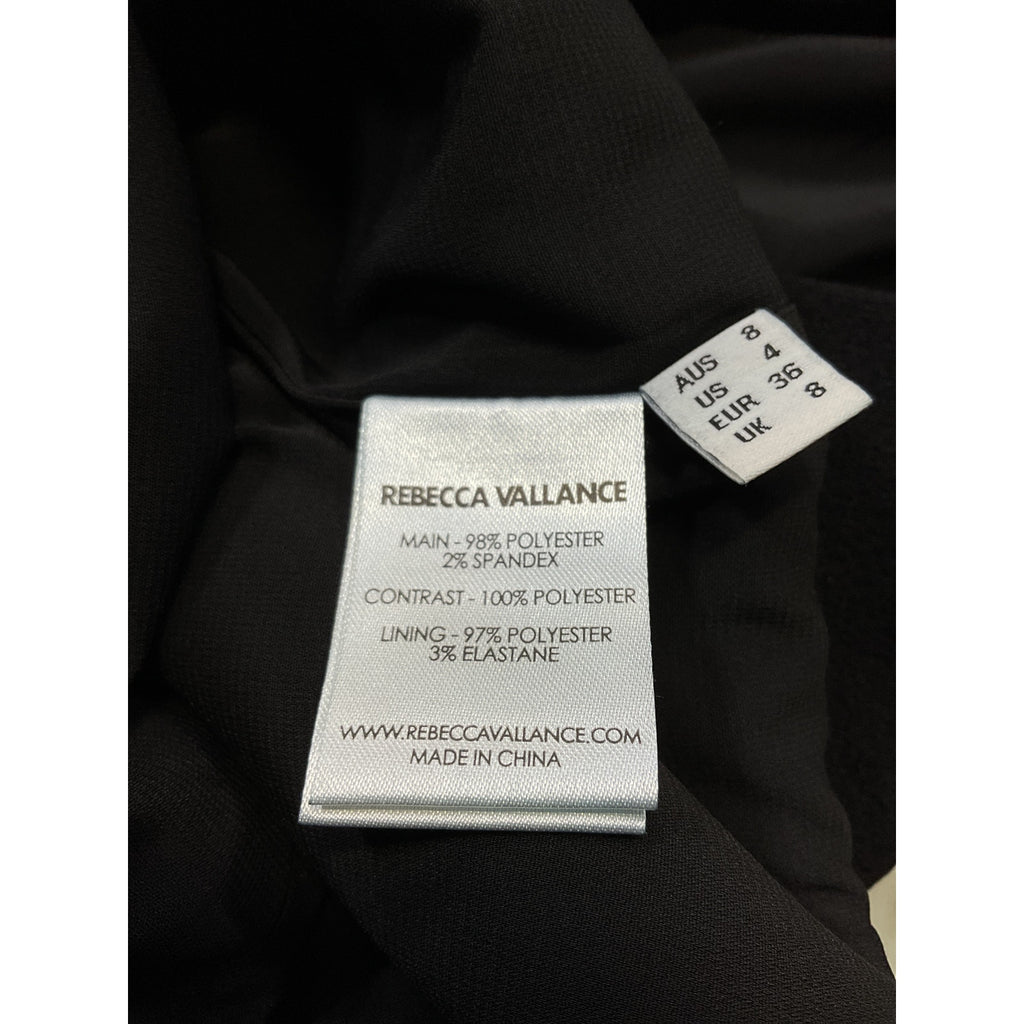 REBECCA VALLANCE
MAIN - 98% POLYESTER
2% SPANDEX
CONTRAST - 100% POLYESTER
LINING - 97% POLYESTER
3% ELASTANE
WWW.REBECCAVALLANCE.COM
MADE IN CHINA
AUS 8
US 4
EUR 36
UK 8